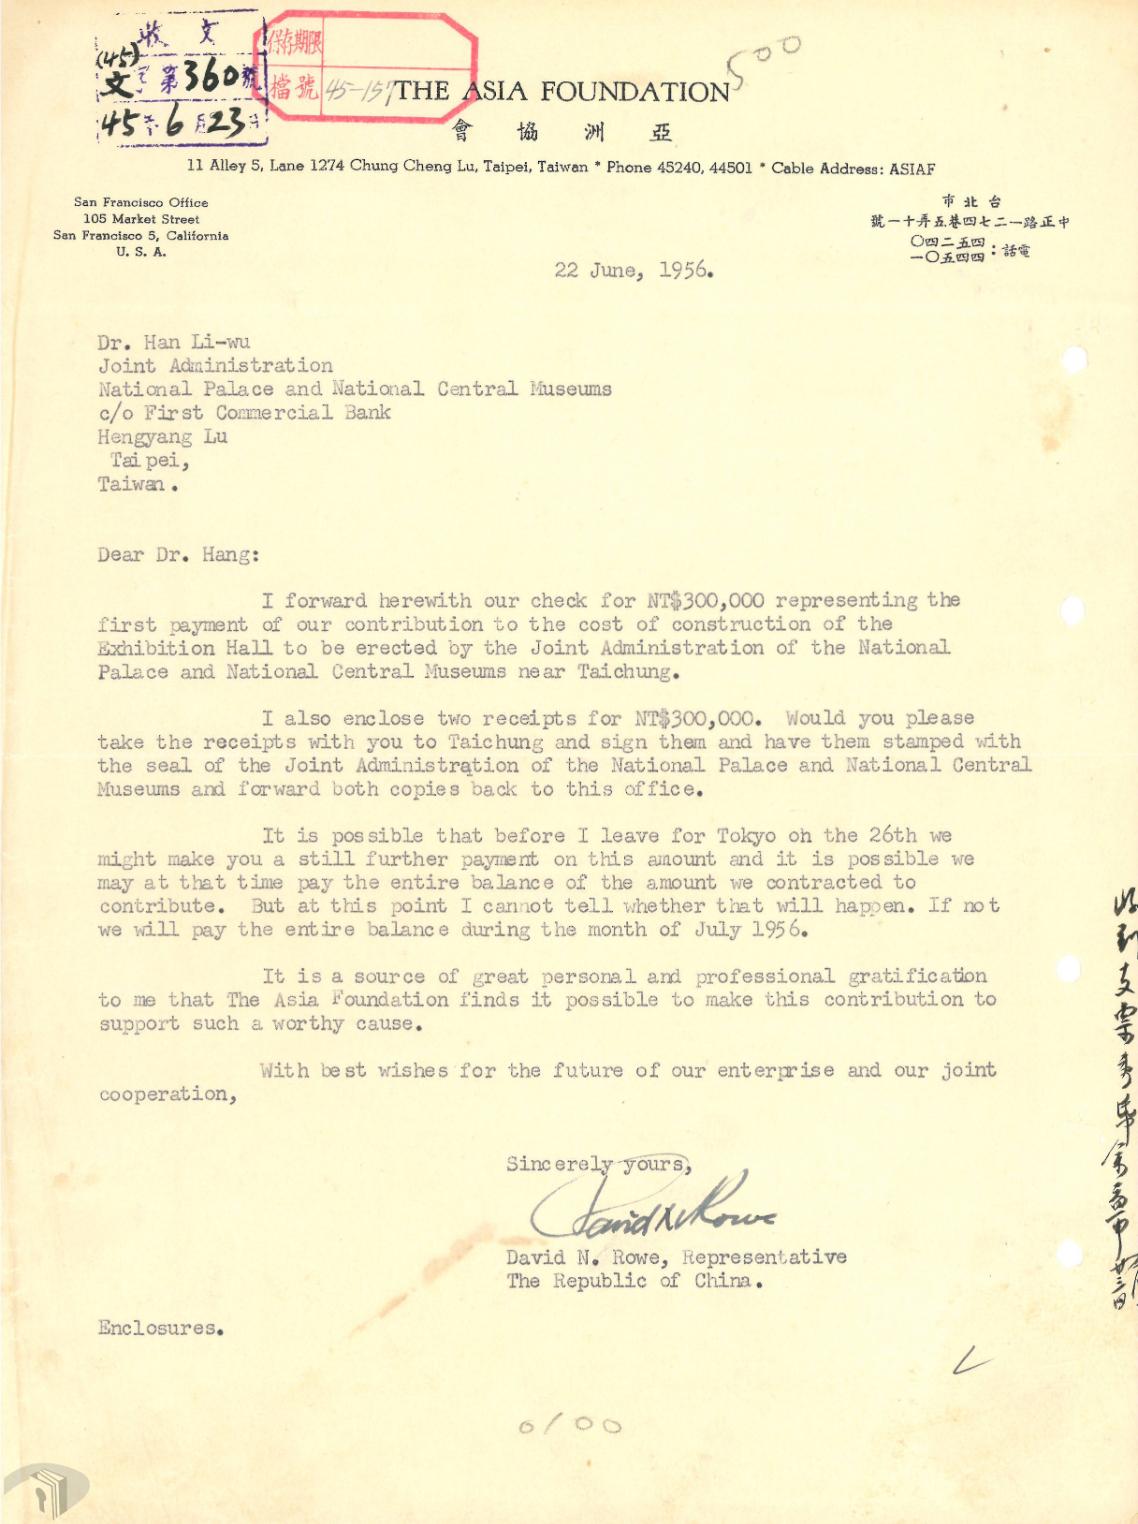 收文
(45)
文字第360號
45年6月23日
保存期限
檔號 45-157
500
THE ASIA FOUNDATION
會協洲亞
11 Alley 5, Lane 1274 Chung Cheng Lu, Taipei, Taiwan * Phone 45240, 44501 * Cable Address: ASIAF
San Francisco Office
105 Market Street
San Francisco 5, California
U. S. A.
市北台
號一十弄五巷四七二一路正中
〇四二五四
一〇五四四
：話電
22 June, 1956.
Dr. Han Li-wu
Joint Administration
National Palace and National Central Museums
c/o First Commercial Bank
Hengyang Lu
Taipei,
Taiwan.
Dear Dr. Hang:
I forward herewith our check for NT$300,000 representing the
first payment of our contribution to the cost of construction of the
Exhibition Hall to be erected by the Joint Administration of the National
Palace and National Central Museums near Taichung.
I also enclose two receipts for NT$300,000. Would you please
take the receipts with you to Taichung and sign them and have them stamped with
the seal of the Joint Administration of the National Palace and National Central
Museums and forward both copies back to this office.
It is possible that before I leave for Tokyo on the 26th we
might make you a still further payment on this amount and it is possible we
may at that time pay the entire balance of the amount we contracted to
contribute. But at this point I cannot tell whether that will happen. If not
we will pay the entire balance during the month of July 1956.
It is a source of great personal and professional gratification
to me that The Asia Foundation finds it possible to make this contribution to
support such a worthy cause.
With best wishes for the future of our enterprise and our joint
cooperation,
Sincerely yours,
David N. Rowe
David N. Rowe, Representative
The Republic of China.
Enclosures.
0/00
收到支票